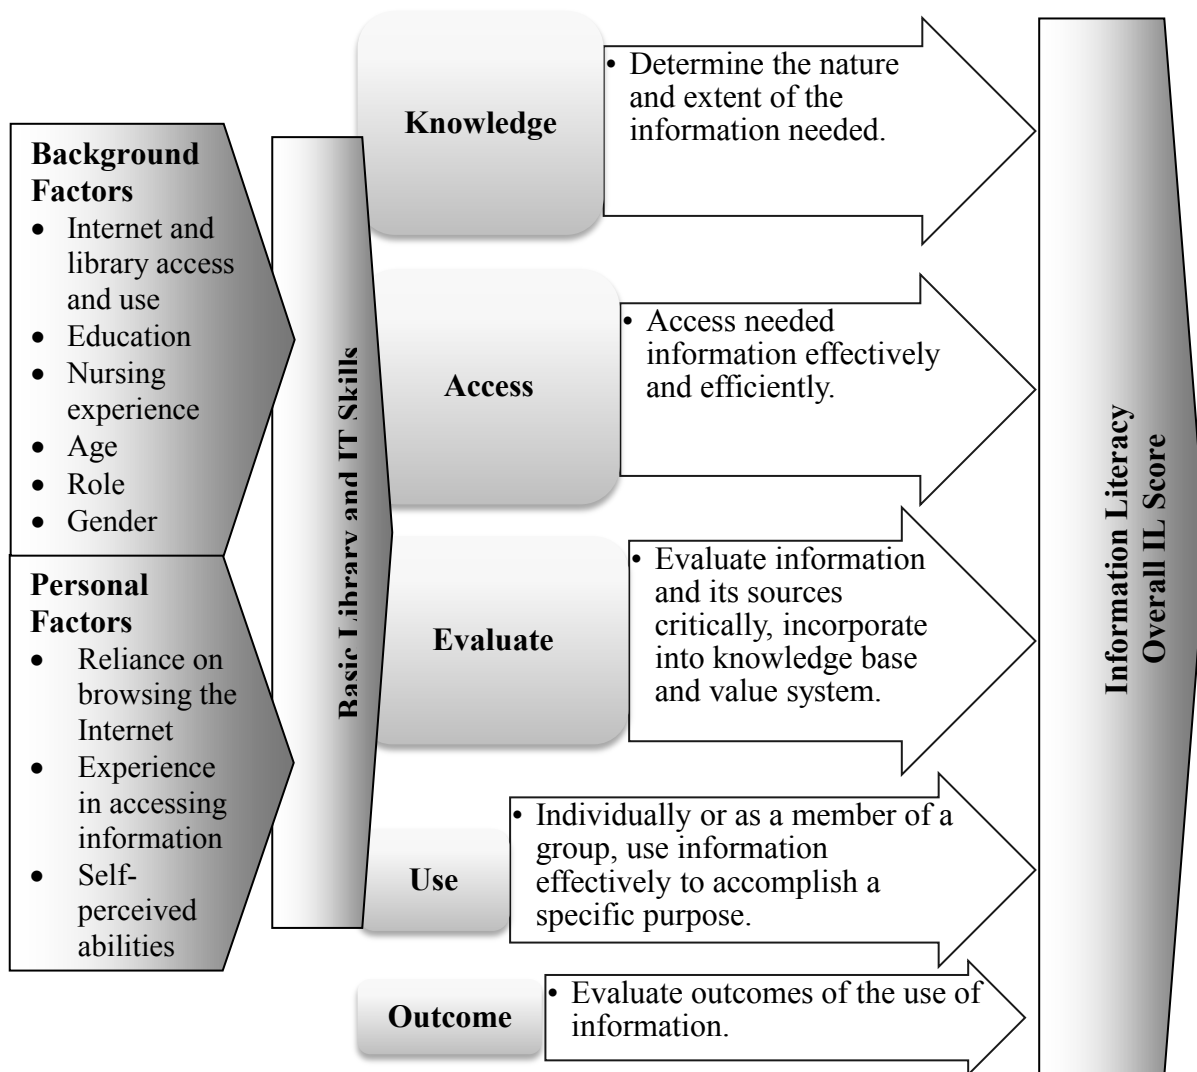 Background
Factors
• Internet and
library access
and use
• Education
• Nursing
experience
• Age
• Role
• Gender
Personal
Factors
• Reliance on
browsing the
Internet
• Experience
in accessing
information
• Self-
perceived
abilities
Basic Library and IT Skills
Knowledge
• Determine the nature
and extent of the
information needed.
Access
• Access needed
information effectively
and efficiently.
Evaluate
• Evaluate information
and its sources
critically, incorporate
into knowledge base
and value system.
Use
• Individually or as a member of a
group, use information
effectively to accomplish a
specific purpose.
Outcome
• Evaluate outcomes of the use of
information.
Information Literacy
Overall IL Score